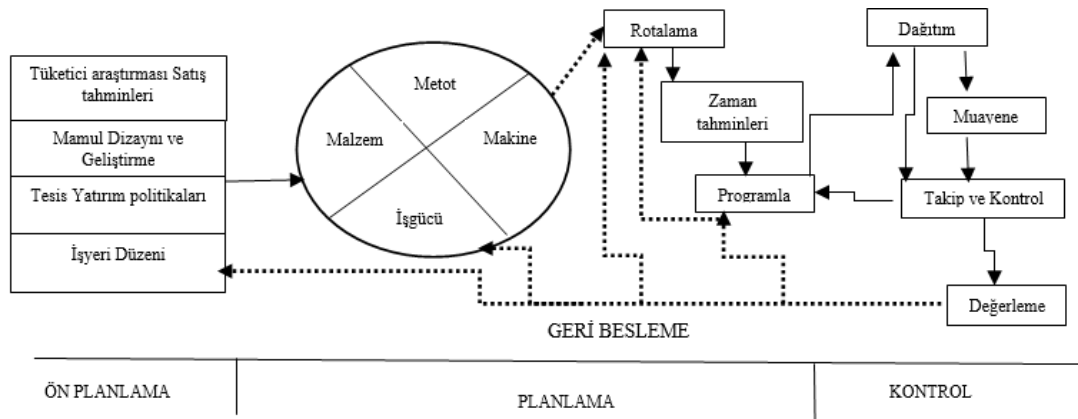 Tüketici araştırması Satış
tahminleri
Mamul Dizaynı ve
Geliştirme
Tesis Yatırım politikaları
İşyeri Düzeni
Metot
Malzem
Makine
İşgücü
Rotalama
Zaman
tahminleri
Programla
Dağıtım
Muayene
Takip ve Kontrol
Değerleme
GERİ BESLEME
ÖN PLANLAMA
PLANLAMA
KONTROL